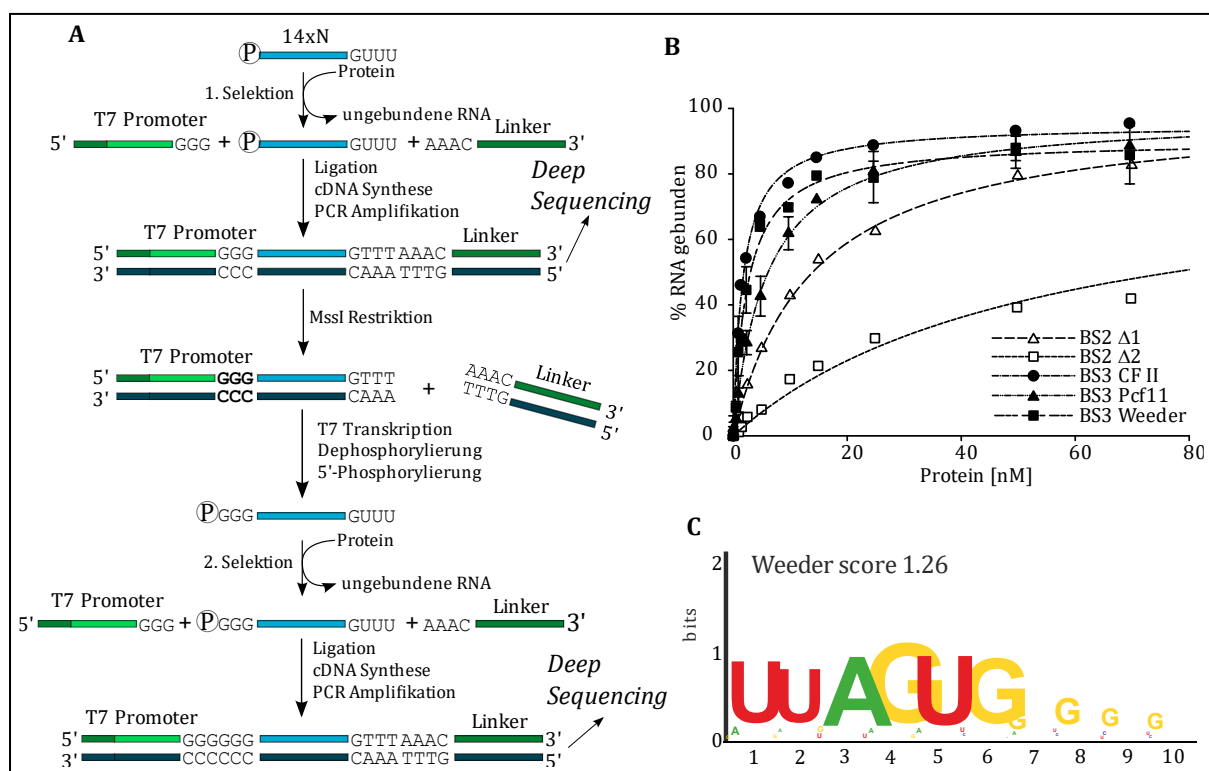 A
14xN
P GUUU
Protein
1. Selektion
ungebundene RNA
T7 Promoter Linker
5' GGG + P GUUU + AAAC 3'
Ligation
cDNA Synthese
PCR Amplifikation
Deep
Sequencing
T7 Promoter Linker
5' GGG GTTT AAAC 3'
3' CCC CAAA TTTG 5'
MssI Restriktion
T7 Promoter
5' GGG GTTT
3' CCC CAAA
+
AAAC Linker 3'
TTTG 5'
T7 Transkription
Dephosphorylierung
5'-Phosphorylierung
P GGG GUUU
Protein
2. Selektion
ungebundene RNA
T7 Promoter Linker
5' GGG + P GGG GUUU + AAAC 3'
Ligation
cDNA Synthese
PCR Amplifikation
Deep
Sequencing
T7 Promoter Linker
5' GGGGGG GTTT AAAC 3'
3' CCCCCC CAAA TTTG 5'
B
% RNA gebunden
100
80
60
40
20
0
BS2 Δ1
BS2 Δ2
BS3 CF II
BS3 Pcf11
BS3 Weeder
0 20 40 60 80
Protein [nM]
C
Weeder score 1.26
bits
2
1
0
UUAGUGGGGG
1 2 3 4 5 6 7 8 9 10